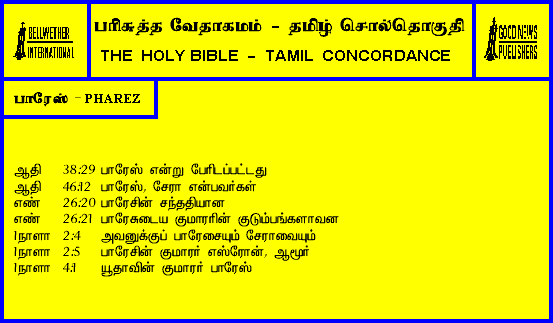 BELLWETHER
INTERNATIONAL
பரிசுத்த வேதாகமம் - தமிழ் சொல்தொகுதி
THE HOLY BIBLE - TAMIL CONCORDANCE
GOOD NEWS
PUBLISHERS
பாரேஸ் - PHAREZ
ஆதி 38:29 பாரேஸ் என்று பேரிடப்பட்டது
ஆதி 46:12 பாரேஸ், சேரா என்பவர்கள்
எண் 26:20 பாரேசின் சந்ததியான
எண் 26:21 பாரேசுடைய குமாரரின் குடும்பங்களாவன
1நாளா 2:4 அவனுக்குப் பாரேசையும் சேராவையும்
1நாளா 2:5 பாரேசின் குமாரர் எஸ்ரோன், ஆமூர்
1நாளா 4:1 யூதாவின் குமாரர் பாரேஸ்